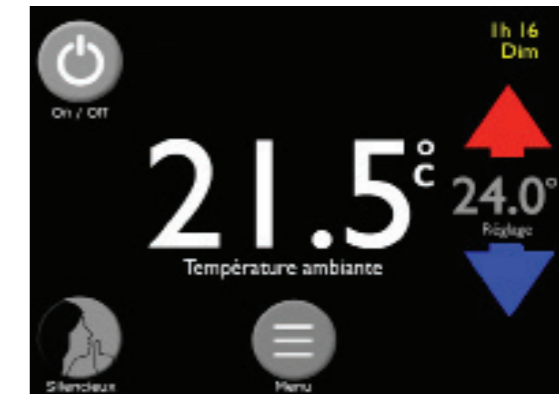 1h 16
Dim
On / Off
21.5°C
24.0°
Réglage
Température ambiante
Silencieux
Menu